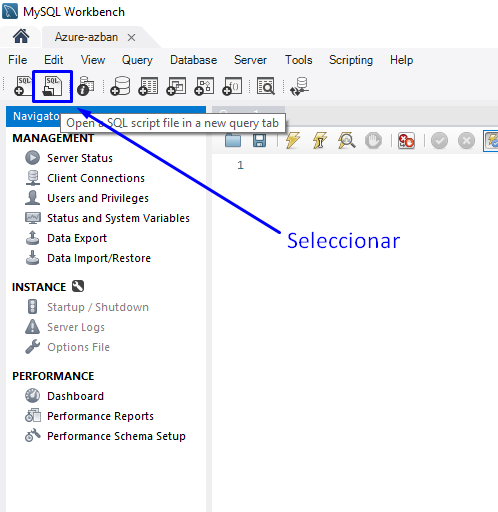 MySQL Workbench
Azure-azban
File Edit View Query Database Server Tools Scripting Help
SQL SQL
Navigato
Open a SQL script file in a new query tab
MANAGEMENT
1
Server Status
Client Connections
Users and Privileges
Status and System Variables
Seleccionar
Data Export
Data Import/Restore
INSTANCE
Startup / Shutdown
Server Logs
Options File
PERFORMANCE
Dashboard
Performance Reports
Performance Schema Setup